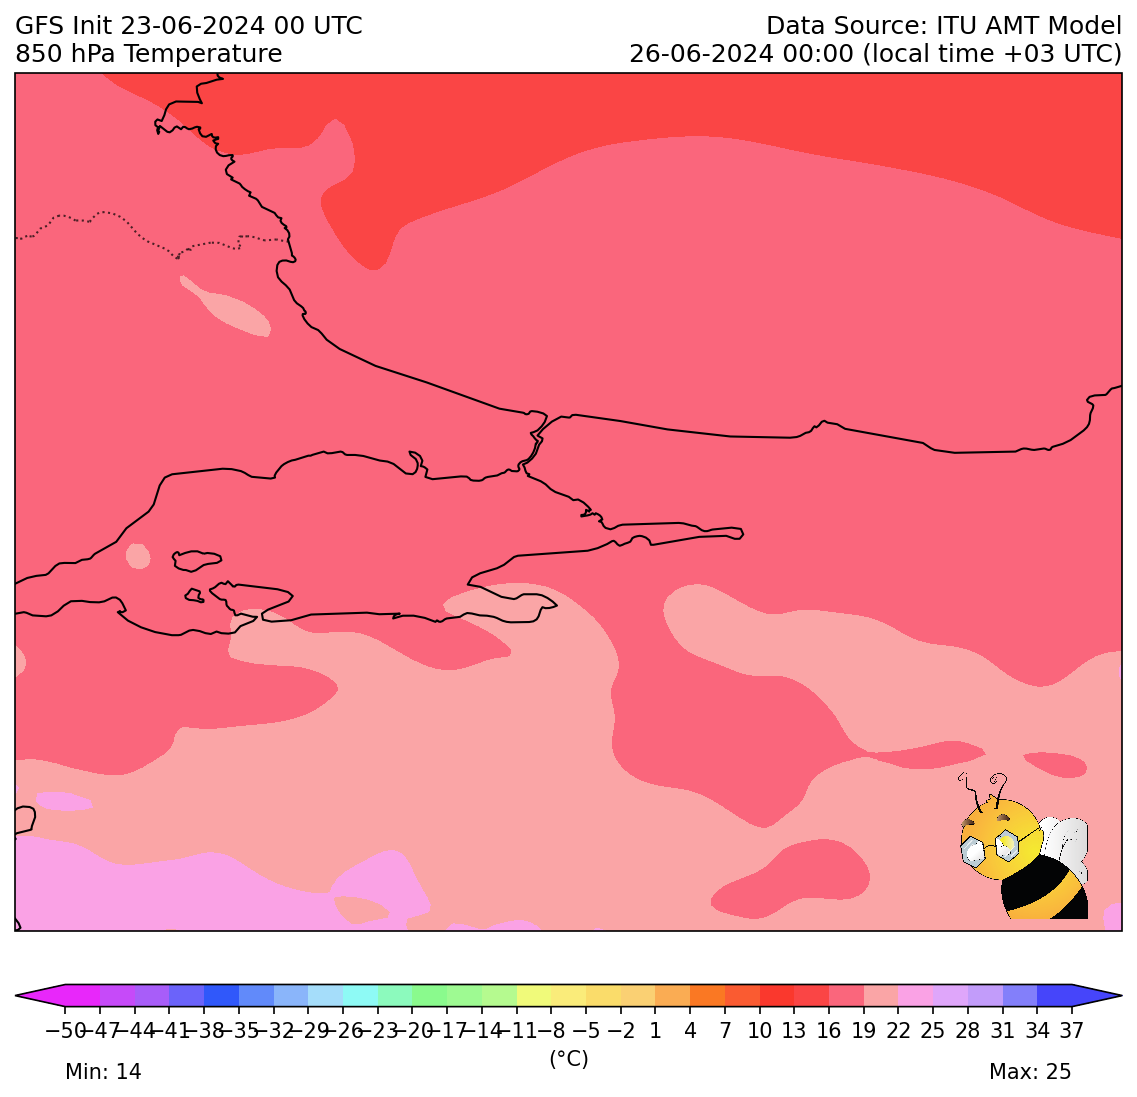 GFS Init 23-06-2024 00 UTC
Data Source: ITU AMT Model
850 hPa Temperature
26-06-2024 00:00 (local time +03 UTC)
−50 −47 −44 −41 −38 −35 −32 −29 −26 −23 −20 −17 −14 −11 −8 −5 −2 1 4 7 10 13 16 19 22 25 28 31 34 37
(°C)
Min: 14
Max: 25